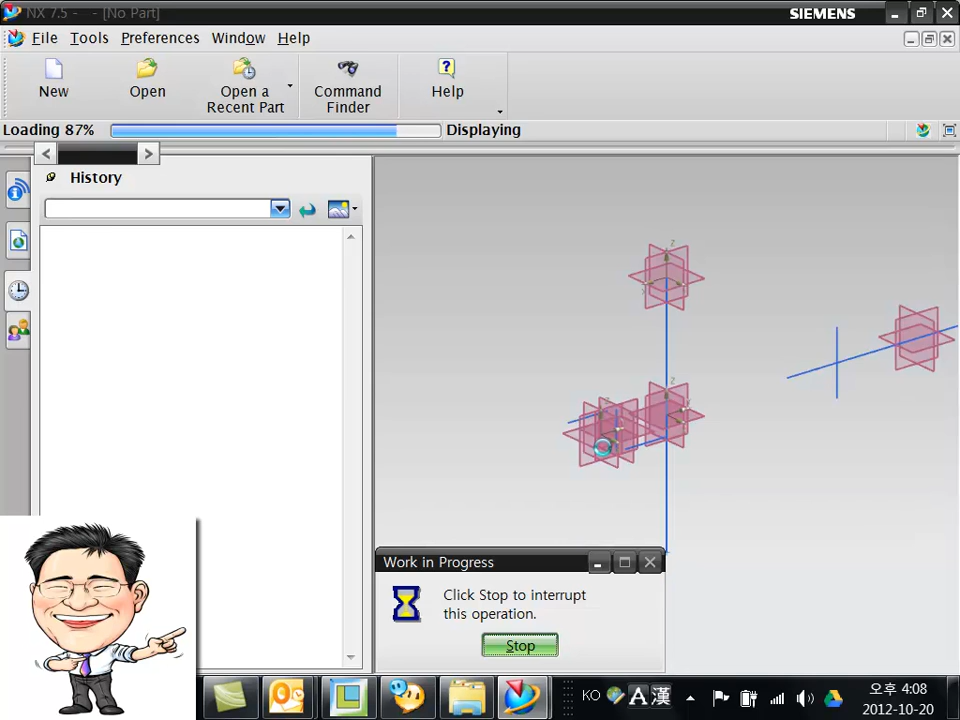 NX 7.5 - - [No Part]
SIEMENS
File Tools Preferences Window Help
New
Open
Open a Recent Part
Command Finder
Help
Loading 87% Displaying
History
Work in Progress
Click Stop to interrupt
this operation.
Stop
KO A 漢
오후 4:08
2012-10-20